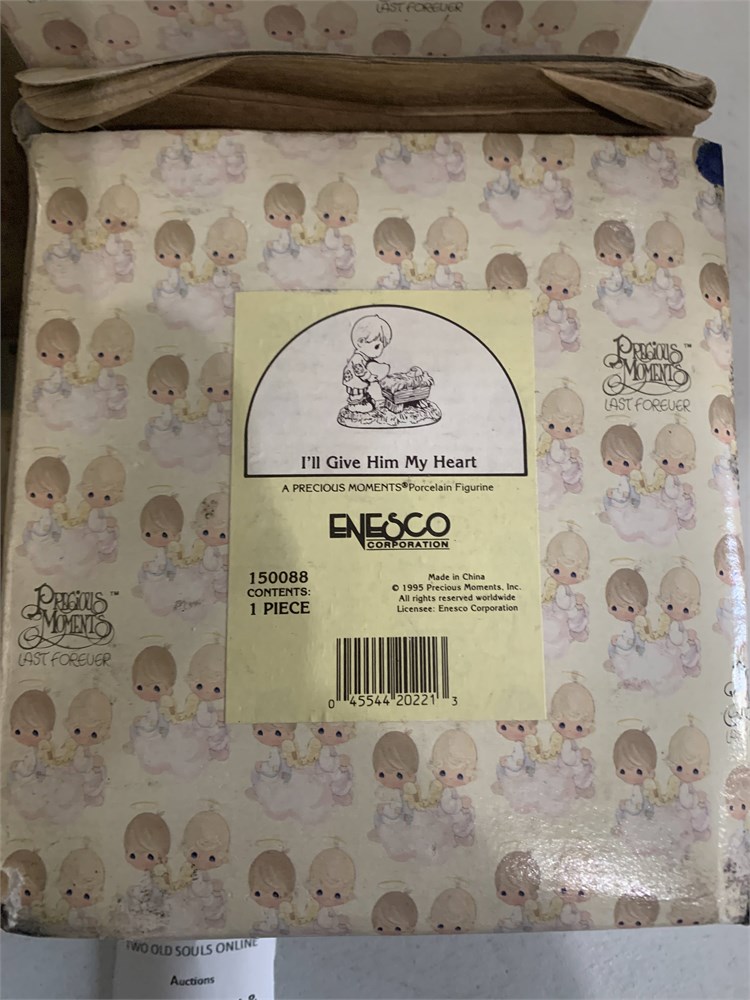 LAST FOREVER
PRECIOUS MOMENTS™
LAST FOREVER
I'll Give Him My Heart
A PRECIOUS MOMENTS® Porcelain Figurine
ENESCO
CORPORATION
150088
CONTENTS:
1 PIECE
Made in China
© 1995 Precious Moments, Inc.
All rights reserved worldwide
Licensee: Enesco Corporation
PRECIOUS MOMENTS™
LAST FOREVER
0 45544 20221 3
TWO OLD SOULS ONLINE
Auctions
&